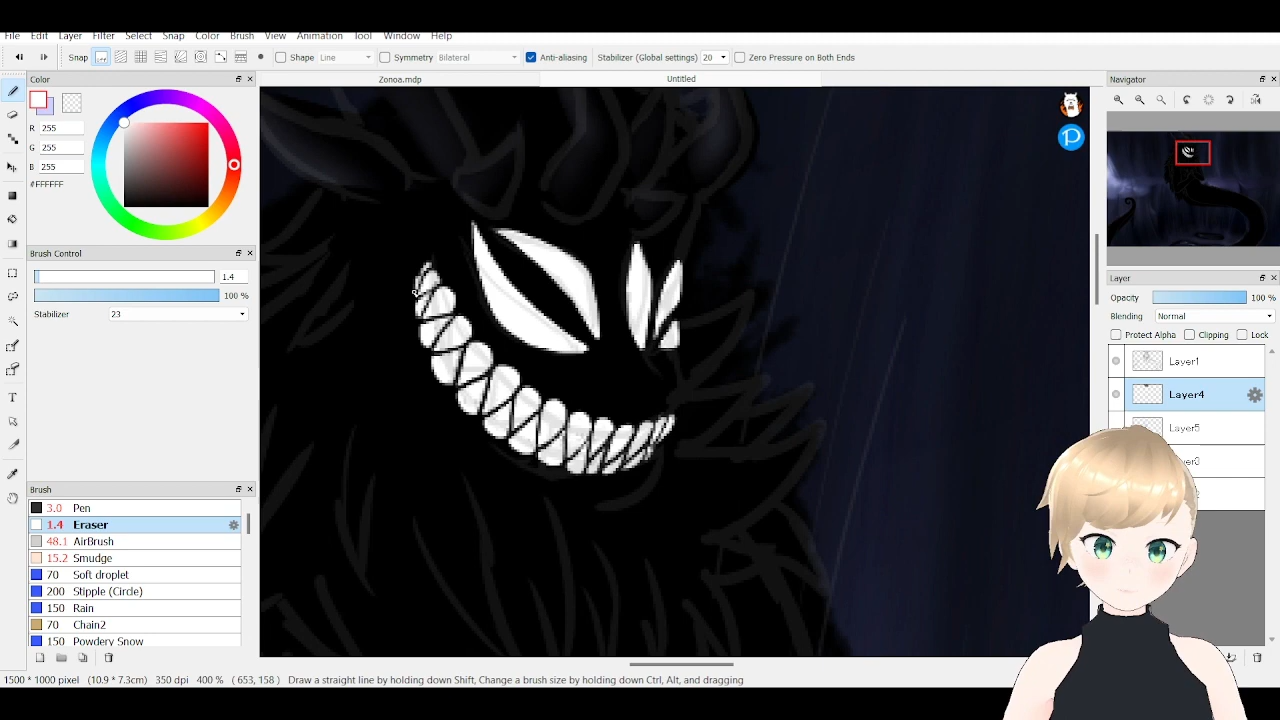 File Edit Layer Filter Select Snap Color Brush Animation Tool Window Help
Snap Shape Line Symmetry Bilateral Anti-aliasing Stabilizer (Global settings) 20 Zero Pressure on Both Ends
Color
Zonoa.mdp
Untitled
Navigator
R 255
G 255
B 255
#FFFFFF
Brush Control
1.4
100 %
Stabilizer 23
Layer
Opacity 100 %
Blending Normal
Protect Alpha Clipping Lock
Layer1
Layer4
Layer5
Brush
3.0 Pen
1.4 Eraser
48.1 AirBrush
15.2 Smudge
70 Soft droplet
200 Stipple (Circle)
150 Rain
70 Chain2
150 Powdery Snow
1500 * 1000 pixel (10.9 * 7.3cm) 350 dpi 400 % ( 653, 158 ) Draw a straight line by holding down Shift, Change a brush size by holding down Ctrl, Alt, and dragging